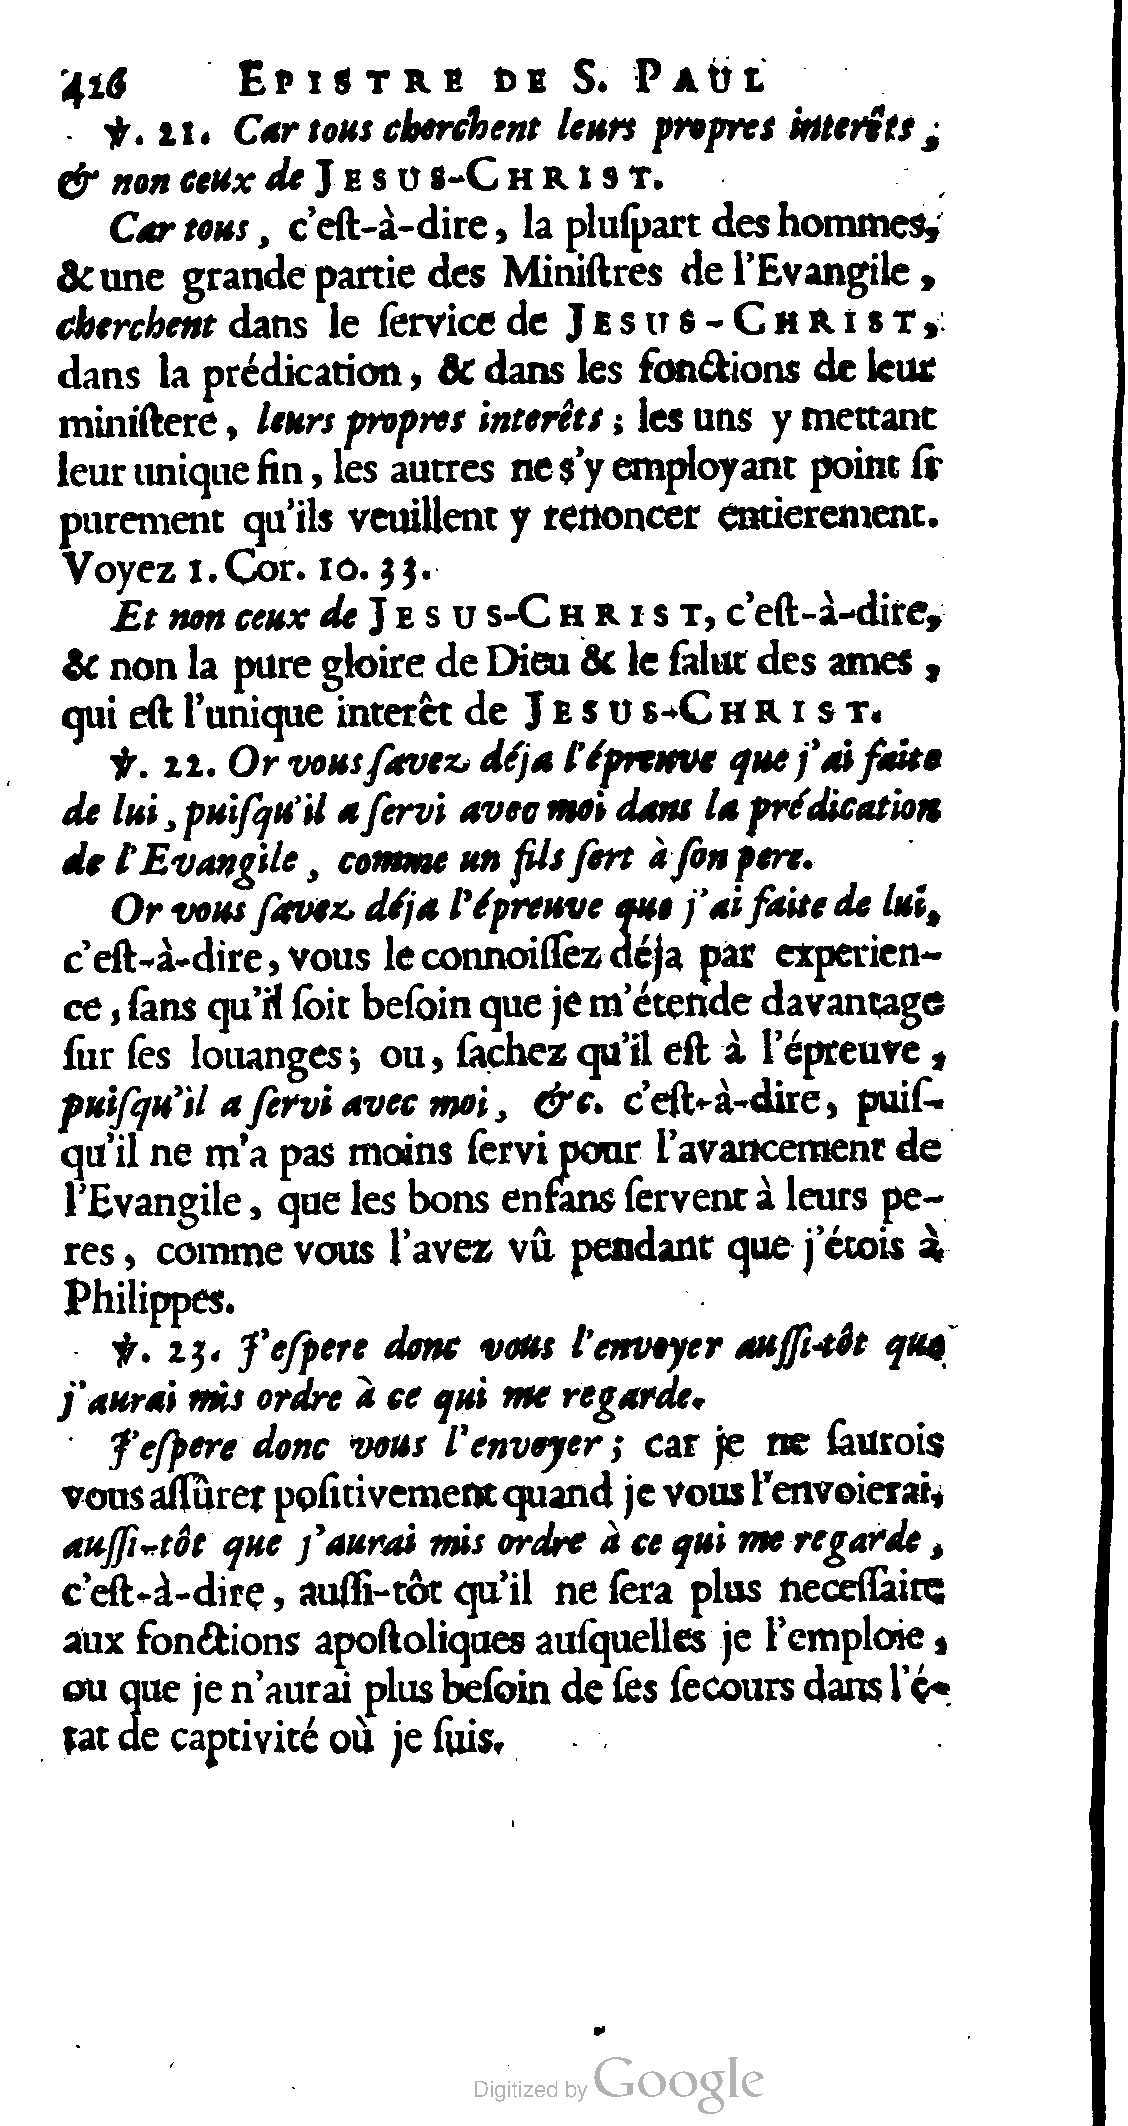 426 EPISTRE DE S. PAUL
℣. 21. Car tous cherchent leurs propres interêts,
& non ceux de JESUS-CHRIST.
Car tous, c'eſt-à-dire, la pluſpart des hommes,
& une grande partie des Miniſtres de l'Evangile,
cherchent dans le ſervice de JESUS-CHRIST,
dans la prédication, & dans les fonctions de leur
miniſtere, leurs propres interêts; les uns y mettant
leur unique fin, les autres ne s'y employant point ſi
purement qu'ils veuillent y renoncer entierement.
Voyez 1. Cor. 10. 33.
Et non ceux de JESUS-CHRIST, c'eſt-à-dire,
& non la pure gloire de Dieu & le ſalut des ames,
qui eſt l'unique interêt de JESUS-CHRIST.
℣. 22. Or vous ſavez déja l'épreuve que j'ai faite
de lui, puiſqu'il a ſervi avec moi dans la prédication
de l'Evangile, comme un fils ſert à ſon pere.
Or vous ſavez déja l'épreuve que j'ai faite de lui,
c'eſt-à-dire, vous le connoiſſez déja par experien-
ce, ſans qu'il ſoit beſoin que je m'étende davantage
ſur ſes louanges; ou, ſachez qu'il eſt à l'épreuve,
puiſqu'il a ſervi avec moi, &c. c'eſt-à-dire, puiſ-
qu'il ne m'a pas moins ſervi pour l'avancement de
l'Evangile, que les bons enfans ſervent à leurs pe-
res, comme vous l'avez vû pendant que j'étois à
Philippes.
℣. 23. J'eſpere donc vous l'envoyer auſſi-tôt que
j'aurai mis ordre à ce qui me regarde.
J'eſpere donc vous l'envoyer; car je ne ſaurois
vous aſſûrer poſitivement quand je vous l'envoierai,
auſſi-tôt que j'aurai mis ordre à ce qui me regarde,
c'eſt-à-dire, auſſi-tôt qu'il ne ſera plus neceſſaire
aux fonctions apoſtoliques auſquelles je l'emploie,
ou que je n'aurai plus beſoin de ſes ſecours dans l'é-
tat de captivité où je ſuis.
Digitized by Google